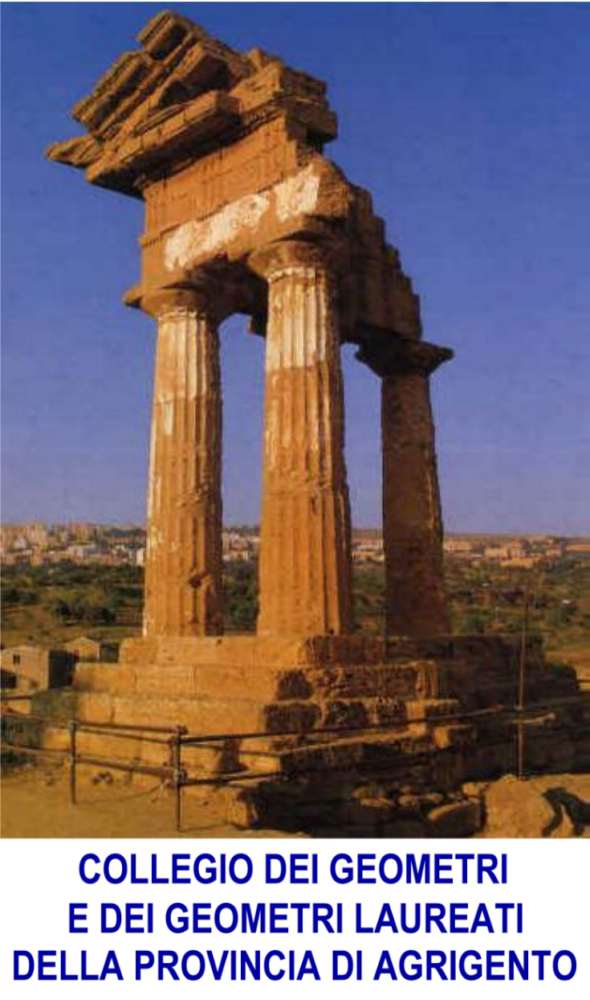 COLLEGIO DEI GEOMETRI
E DEI GEOMETRI LAUREATI
DELLA PROVINCIA DI AGRIGENTO